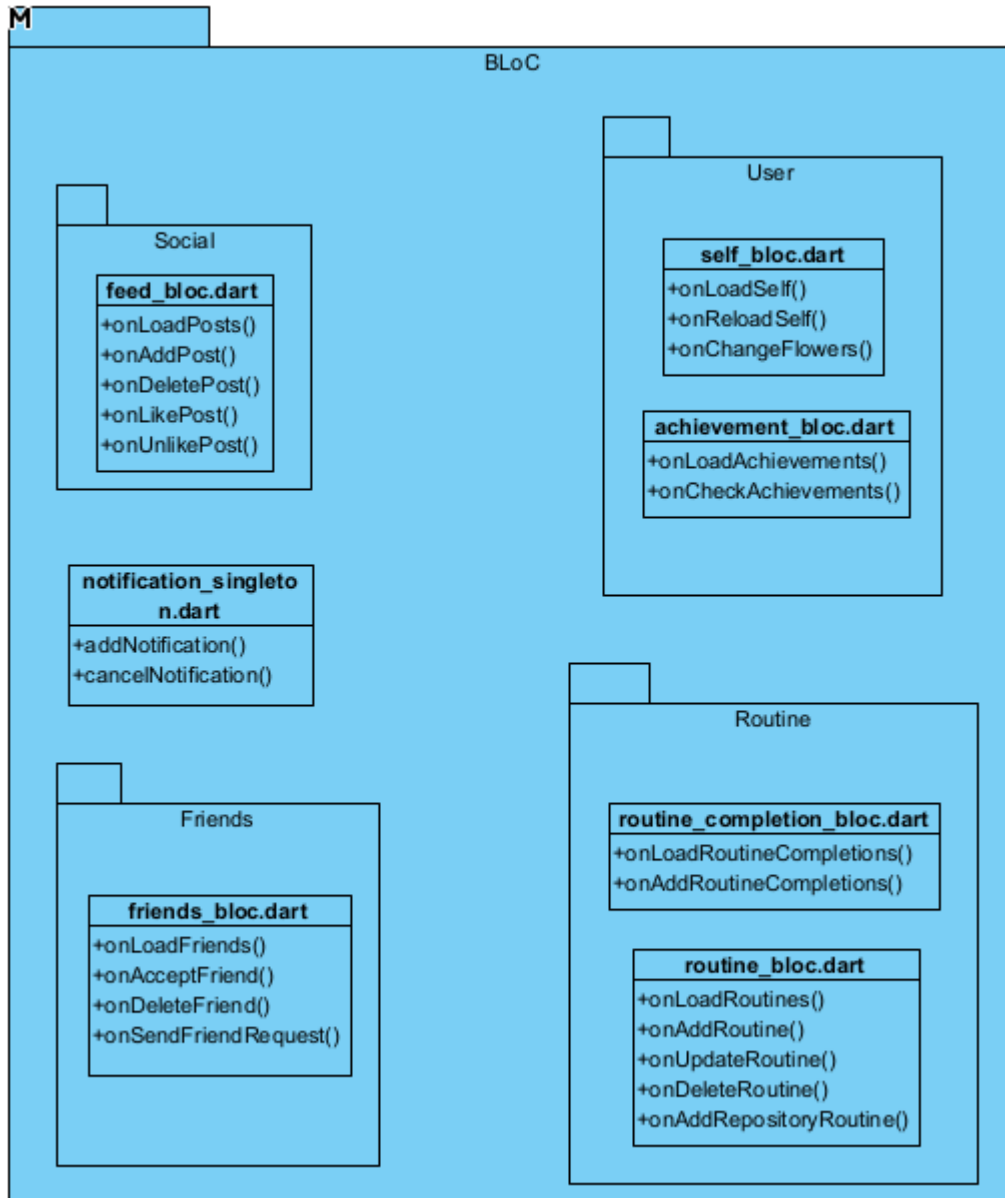 M
BLoC
Social
feed_bloc.dart
+onLoadPosts()
+onAddPost()
+onDeletePost()
+onLikePost()
+onUnlikePost()
User
self_bloc.dart
+onLoadSelf()
+onReloadSelf()
+onChangeFlowers()
achievement_bloc.dart
+onLoadAchievements()
+onCheckAchievements()
notification_singleto
n.dart
+addNotification()
+cancelNotification()
Friends
friends_bloc.dart
+onLoadFriends()
+onAcceptFriend()
+onDeleteFriend()
+onSendFriendRequest()
Routine
routine_completion_bloc.dart
+onLoadRoutineCompletions()
+onAddRoutineCompletions()
routine_bloc.dart
+onLoadRoutines()
+onAddRoutine()
+onUpdateRoutine()
+onDeleteRoutine()
+onAddRepositoryRoutine()